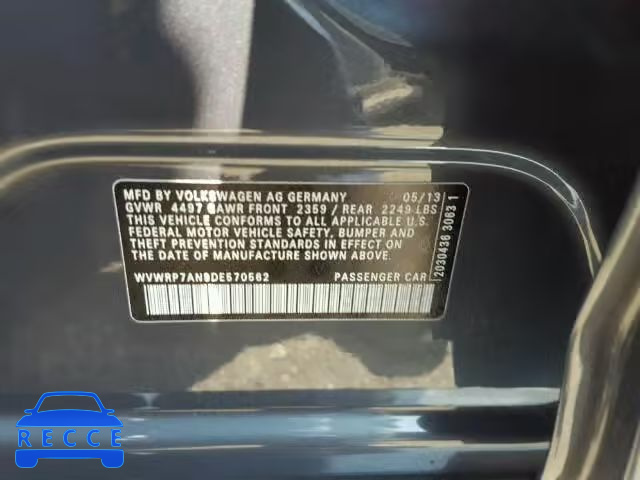 MFD BY VOLKSWAGEN AG GERMANY 05/13
GVWR 4497 GAWR FRONT 2359 / REAR 2249 LBS
THIS VEHICLE CONFORMS TO ALL APPLICABLE U.S.
FEDERAL MOTOR VEHICLE SAFETY, BUMPER AND
THEFT PREVENTION STANDARDS IN EFFECT ON
THE DATE OF MANUFACTURE SHOWN ABOVE
WVWRP7AN9DE570562 PASSENGER CAR
2030436 3063 1
RECCE